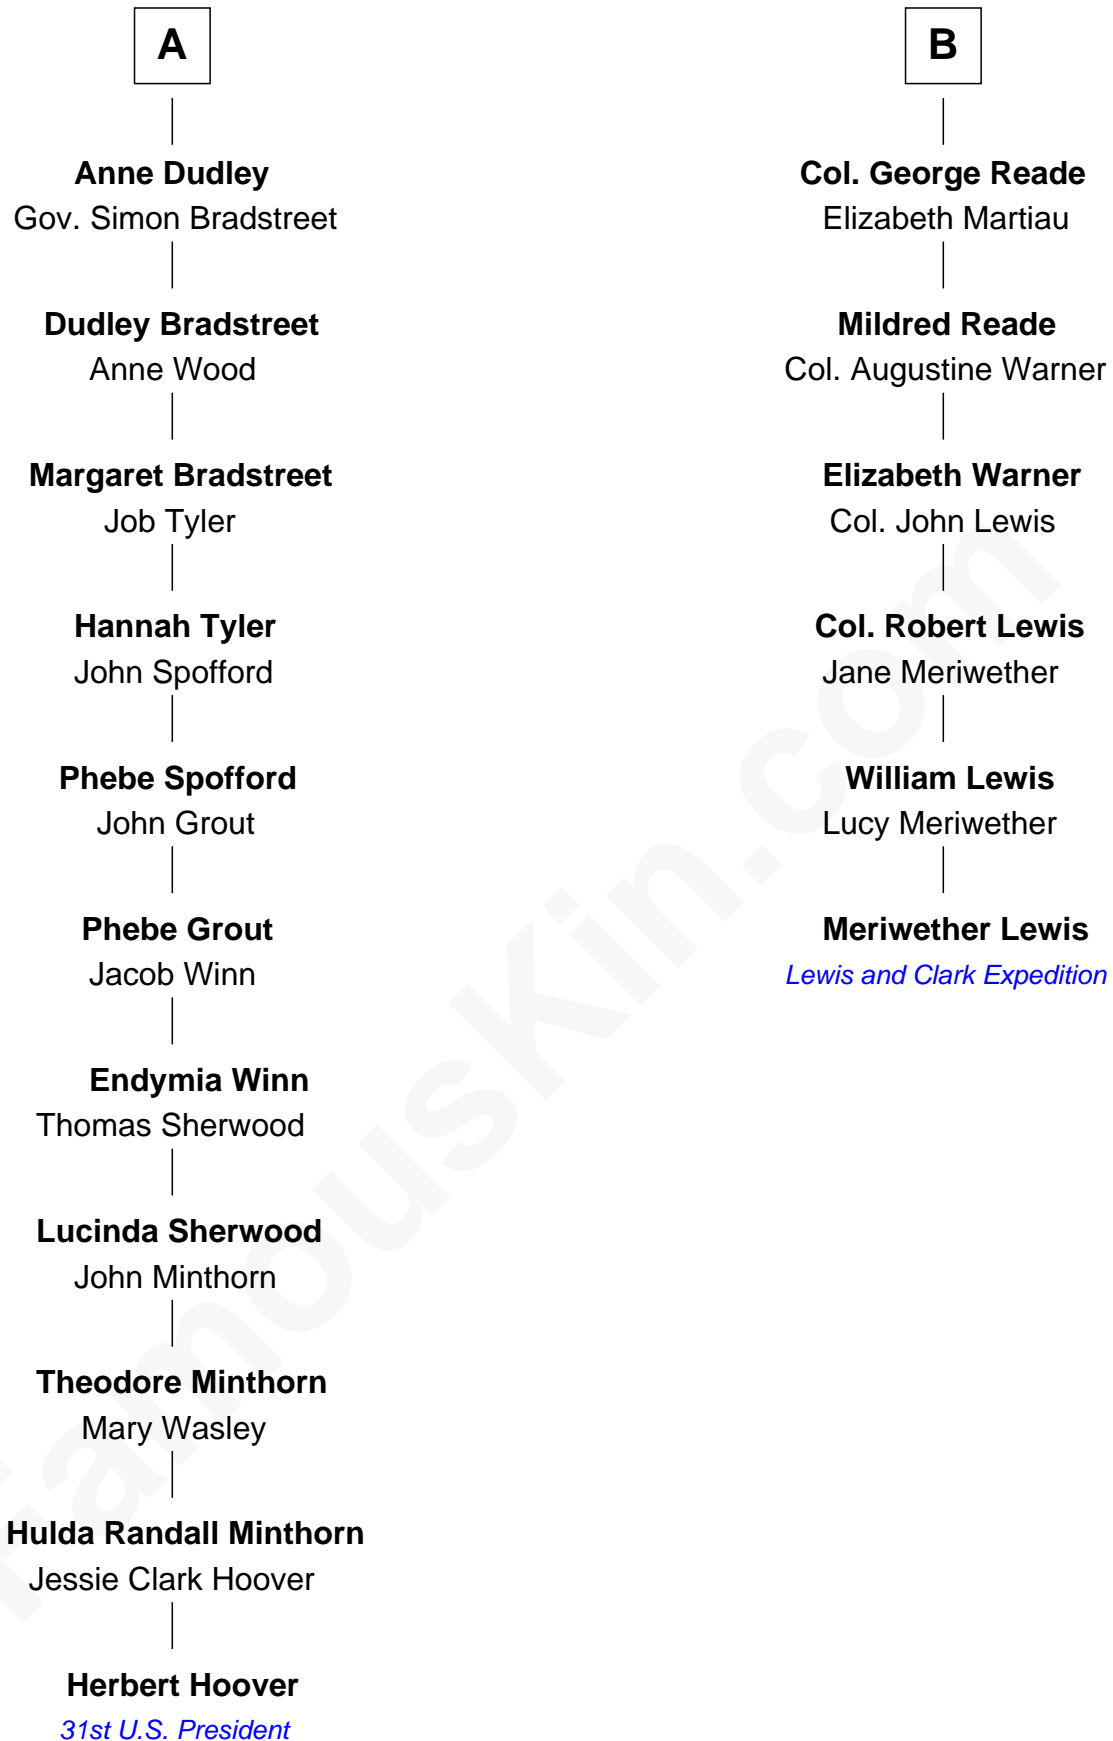 A
Anne Dudley
Gov. Simon Bradstreet
Dudley Bradstreet
Anne Wood
Margaret Bradstreet
Job Tyler
Hannah Tyler
John Spofford
Phebe Spofford
John Grout
Phebe Grout
Jacob Winn
Endymia Winn
Thomas Sherwood
Lucinda Sherwood
John Minthorn
Theodore Minthorn
Mary Wasley
Hulda Randall Minthorn
Jessie Clark Hoover
Herbert Hoover
31st U.S. President
B
Col. George Reade
Elizabeth Martiau
Mildred Reade
Col. Augustine Warner
Elizabeth Warner
Col. John Lewis
Col. Robert Lewis
Jane Meriwether
William Lewis
Lucy Meriwether
Meriwether Lewis
Lewis and Clark Expedition
famouskin.com